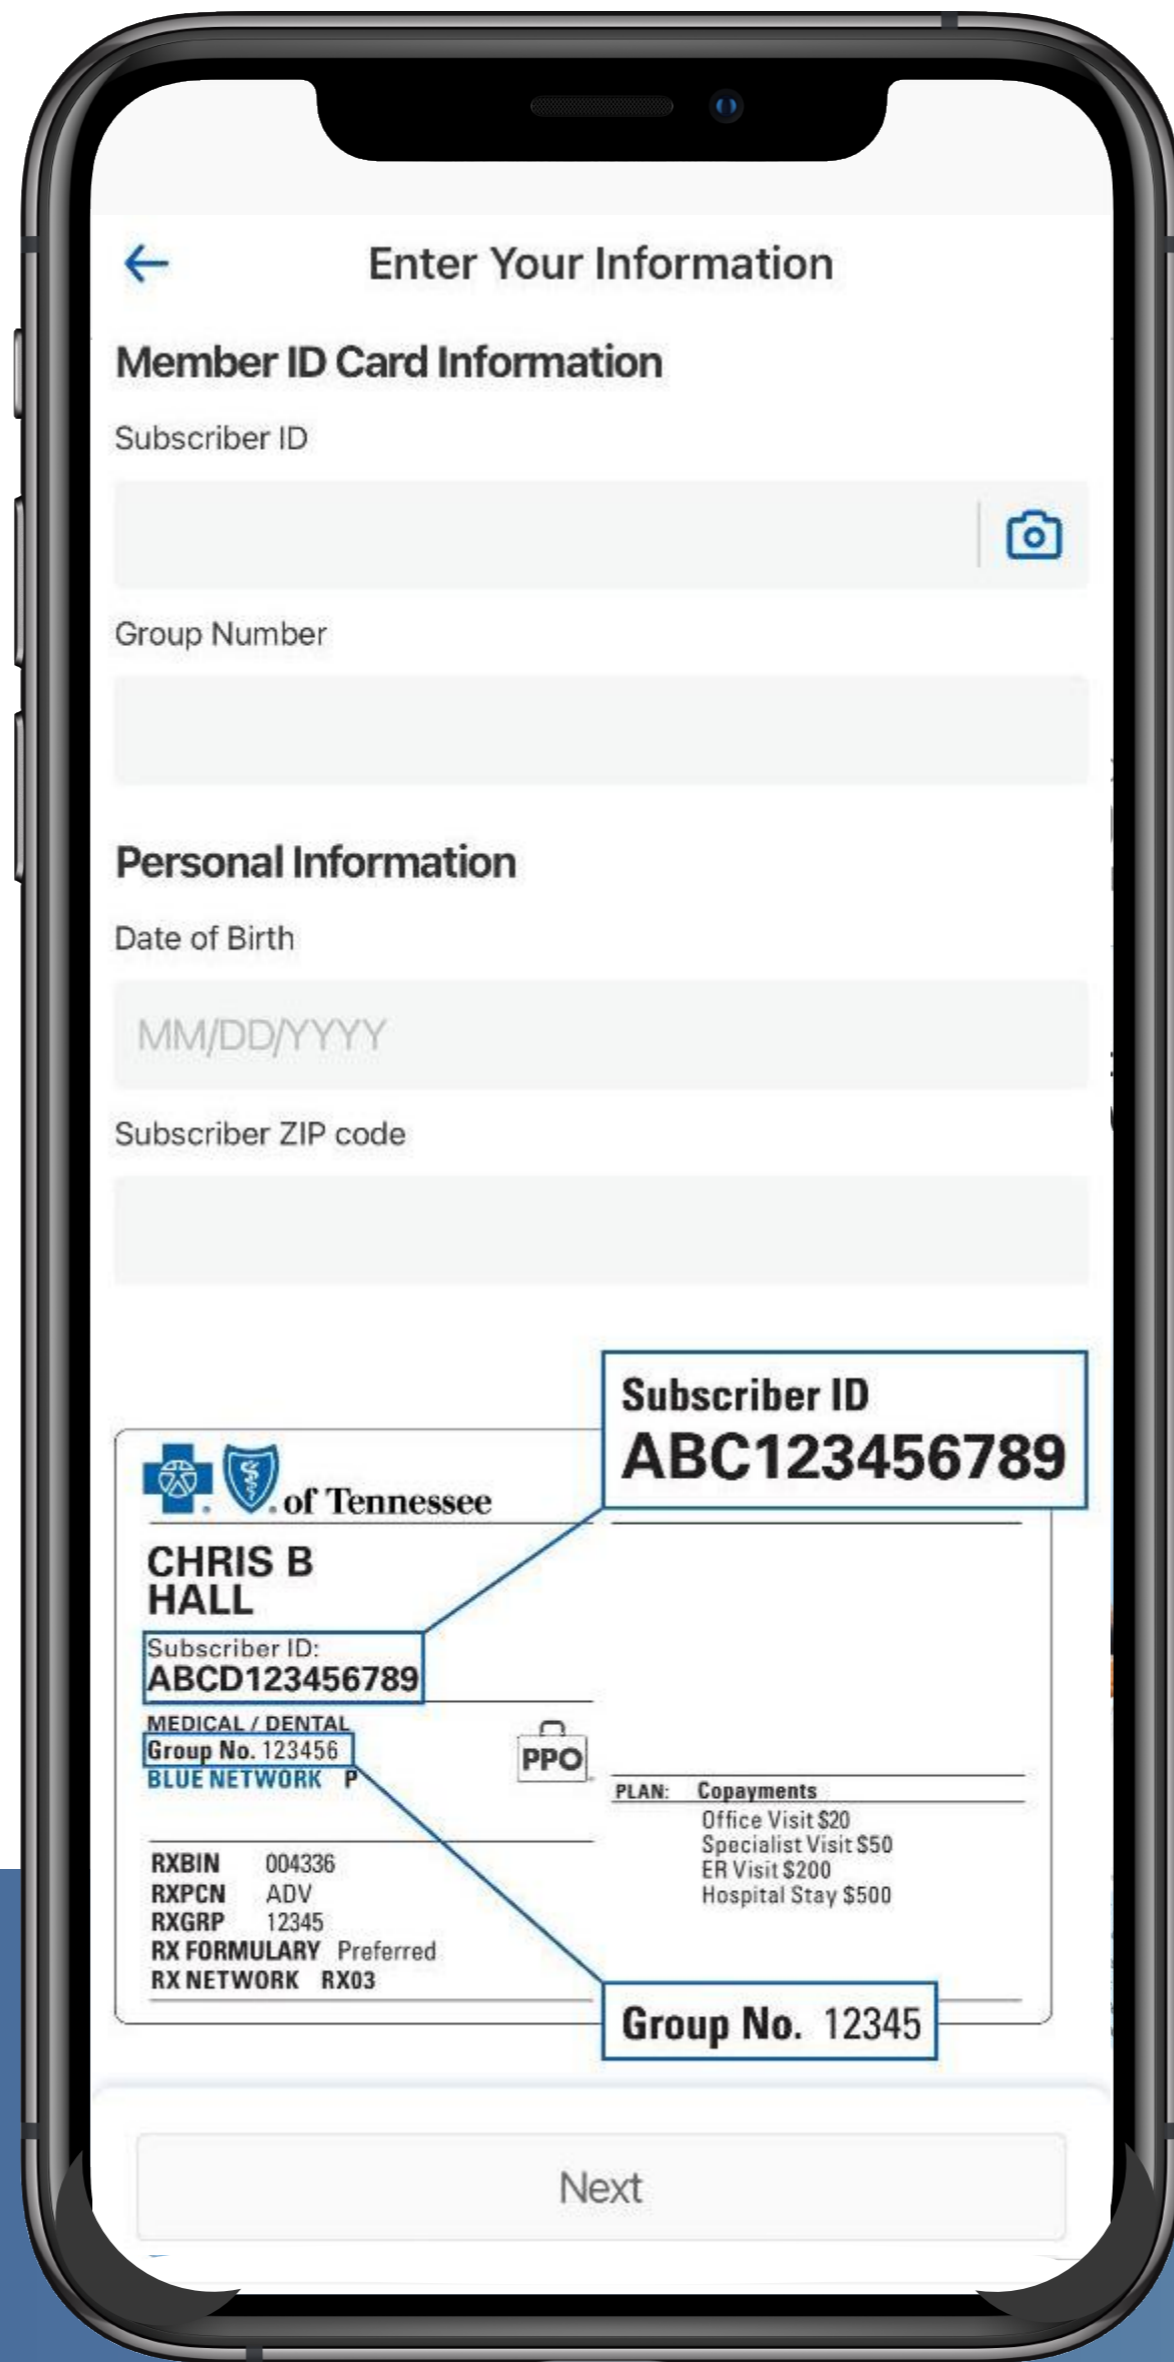 Enter Your Information
Member ID Card Information
Subscriber ID
Group Number
Personal Information
Date of Birth
MM/DD/YYYY
Subscriber ZIP code
Subscriber ID
ABC123456789
of Tennessee
CHRIS B
HALL
Subscriber ID:
ABCD123456789
MEDICAL / DENTAL
Group No. 123456
BLUE NETWORK P
PPO
PLAN: Copayments
Office Visit $20
Specialist Visit $50
ER Visit $200
Hospital Stay $500
RXBIN 004336
RXPCN ADV
RXGRP 12345
RX FORMULARY Preferred
RX NETWORK RX03
Group No. 12345
Next